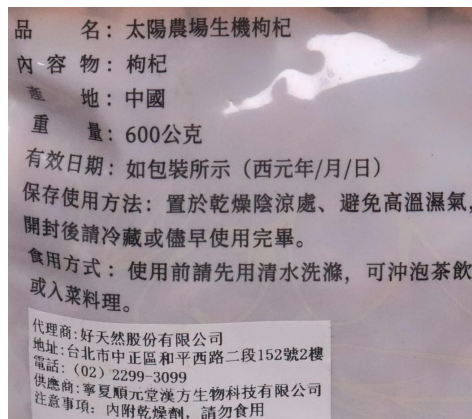 品　　名：太陽農場生機枸杞
內 容 物：枸杞
產　　地：中國
重　　量：600公克
有效日期：如包裝所示（西元年/月/日）
保存使用方法：置於乾燥陰涼處、避免高溫濕氣,
開封後請冷藏或儘早使用完畢。
食用方式：使用前請先用清水洗滌，可沖泡茶飲
或入菜料理。
代理商:好天然股份有限公司
地址:台北市中正區和平西路二段152號2樓
電話:(02) 2299-3099
供應商:寧夏順元堂漢方生物科技有限公司
注意事項: 內附乾燥劑，請勿食用